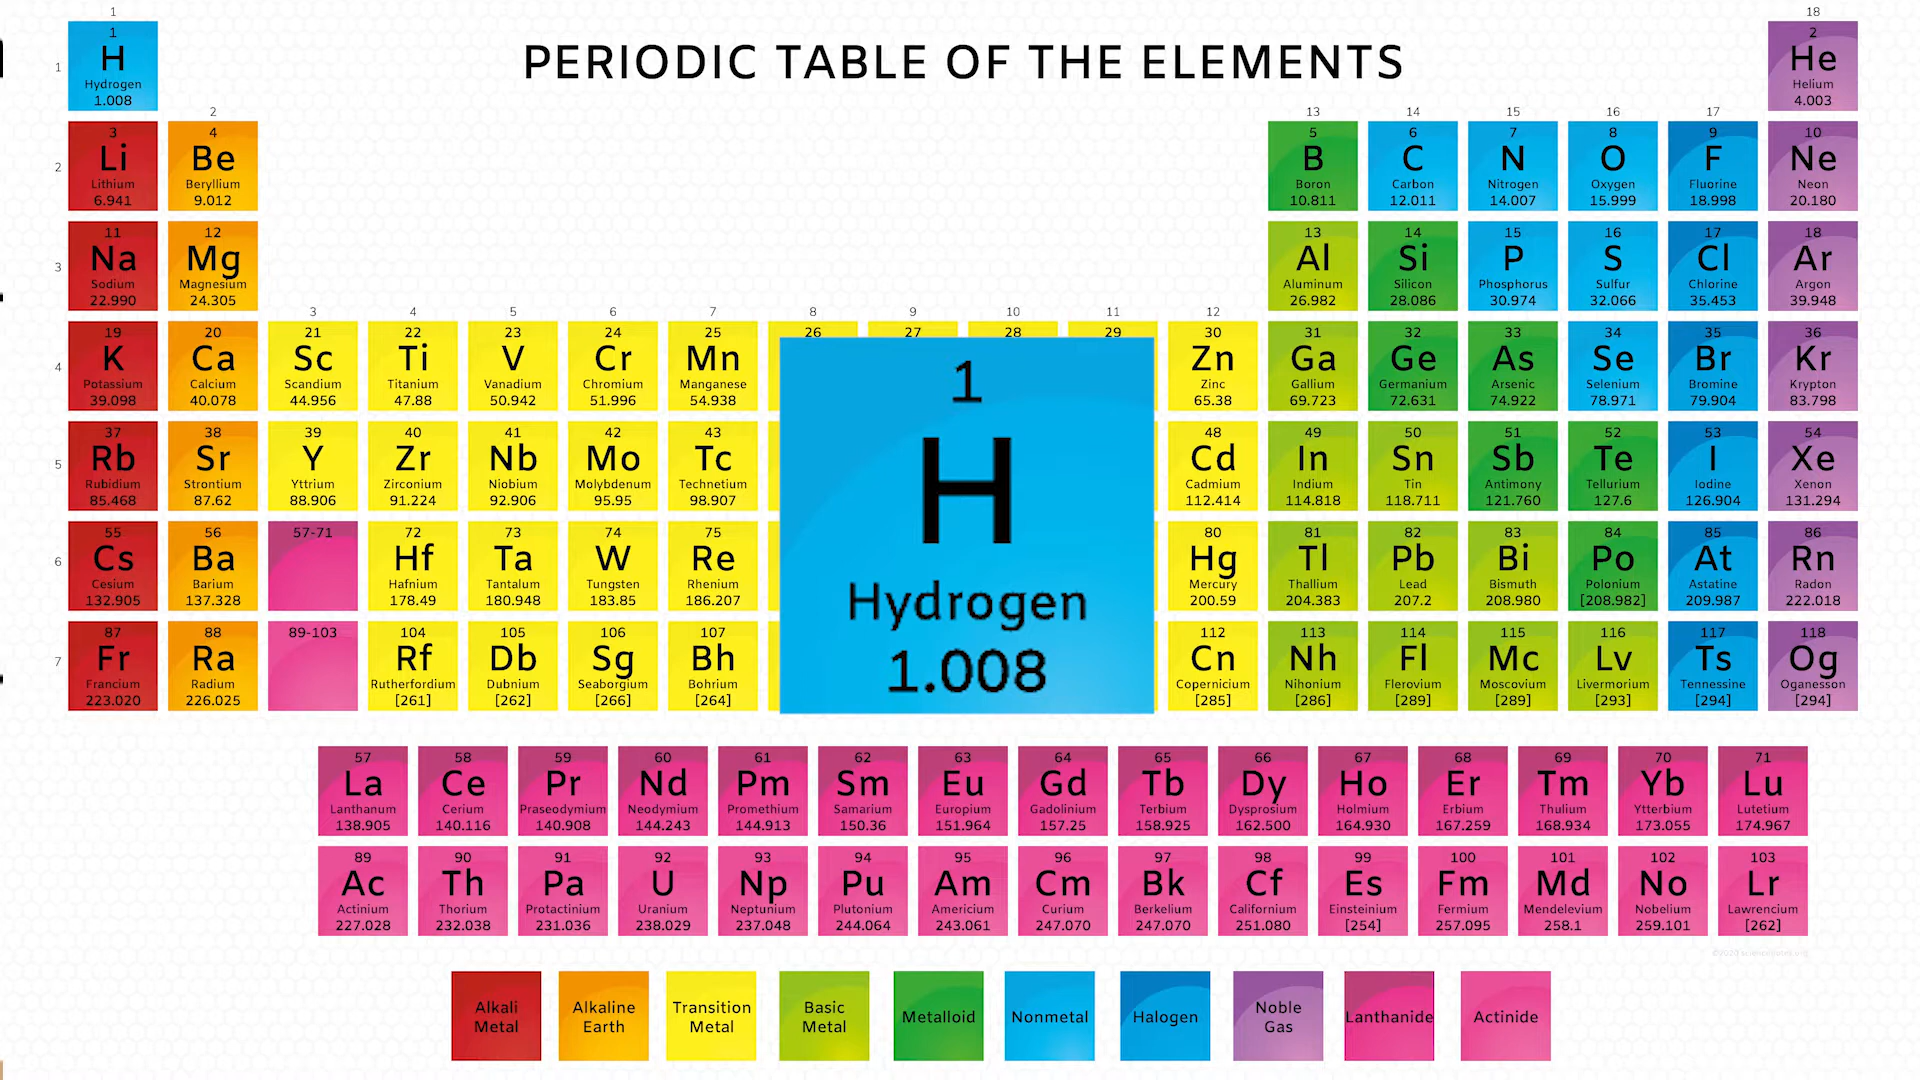 1 18
PERIODIC TABLE OF THE ELEMENTS
1 1 H Hydrogen 1.008
2 He Helium 4.003
2 13 14 15 16 17
2 3 Li Lithium 6.941
4 Be Beryllium 9.012
5 B Boron 10.811
6 C Carbon 12.011
7 N Nitrogen 14.007
8 O Oxygen 15.999
9 F Fluorine 18.998
10 Ne Neon 20.180
3 11 Na Sodium 22.990
12 Mg Magnesium 24.305
13 Al Aluminum 26.982
14 Si Silicon 28.086
15 P Phosphorus 30.974
16 S Sulfur 32.066
17 Cl Chlorine 35.453
18 Ar Argon 39.948
3 4 5 6 7 8 9 10 11 12
4 19 K Potassium 39.098
20 Ca Calcium 40.078
21 Sc Scandium 44.956
22 Ti Titanium 47.88
23 V Vanadium 50.942
24 Cr Chromium 51.996
25 Mn Manganese 54.938
26
27
28
29
30 Zn Zinc 65.38
31 Ga Gallium 69.723
32 Ge Germanium 72.631
33 As Arsenic 74.922
34 Se Selenium 78.971
35 Br Bromine 79.904
36 Kr Krypton 83.798
1
H
Hydrogen
1.008
5 37 Rb Rubidium 85.468
38 Sr Strontium 87.62
39 Y Yttrium 88.906
40 Zr Zirconium 91.224
41 Nb Niobium 92.906
42 Mo Molybdenum 95.95
43 Tc Technetium 98.907
48 Cd Cadmium 112.414
49 In Indium 114.818
50 Sn Tin 118.711
51 Sb Antimony 121.760
52 Te Tellurium 127.6
53 I Iodine 126.904
54 Xe Xenon 131.294
6 55 Cs Cesium 132.905
56 Ba Barium 137.328
57-71
72 Hf Hafnium 178.49
73 Ta Tantalum 180.948
74 W Tungsten 183.85
75 Re Rhenium 186.207
80 Hg Mercury 200.59
81 Tl Thallium 204.383
82 Pb Lead 207.2
83 Bi Bismuth 208.980
84 Po Polonium [208.982]
85 At Astatine 209.987
86 Rn Radon 222.018
7 87 Fr Francium 223.020
88 Ra Radium 226.025
89-103
104 Rf Rutherfordium [261]
105 Db Dubnium [262]
106 Sg Seaborgium [266]
107 Bh Bohrium [264]
112 Cn Copernicium [285]
113 Nh Nihonium [286]
114 Fl Flerovium [289]
115 Mc Moscovium [289]
116 Lv Livermorium [293]
117 Ts Tennessine [294]
118 Og Oganesson [294]
57 La Lanthanum 138.905
58 Ce Cerium 140.116
59 Pr Praseodymium 140.908
60 Nd Neodymium 144.243
61 Pm Promethium 144.913
62 Sm Samarium 150.36
63 Eu Europium 151.964
64 Gd Gadolinium 157.25
65 Tb Terbium 158.925
66 Dy Dysprosium 162.500
67 Ho Holmium 164.930
68 Er Erbium 167.259
69 Tm Thulium 168.934
70 Yb Ytterbium 173.055
71 Lu Lutetium 174.967
89 Ac Actinium 227.028
90 Th Thorium 232.038
91 Pa Protactinium 231.036
92 U Uranium 238.029
93 Np Neptunium 237.048
94 Pu Plutonium 244.064
95 Am Americium 243.061
96 Cm Curium 247.070
97 Bk Berkelium 247.070
98 Cf Californium 251.080
99 Es Einsteinium [254]
100 Fm Fermium 257.095
101 Md Mendelevium 258.1
102 No Nobelium 259.101
103 Lr Lawrencium [262]
©2020 sciencenotes.org
Alkali Metal
Alkaline Earth
Transition Metal
Basic Metal
Metalloid
Nonmetal
Halogen
Noble Gas
Lanthanide
Actinide